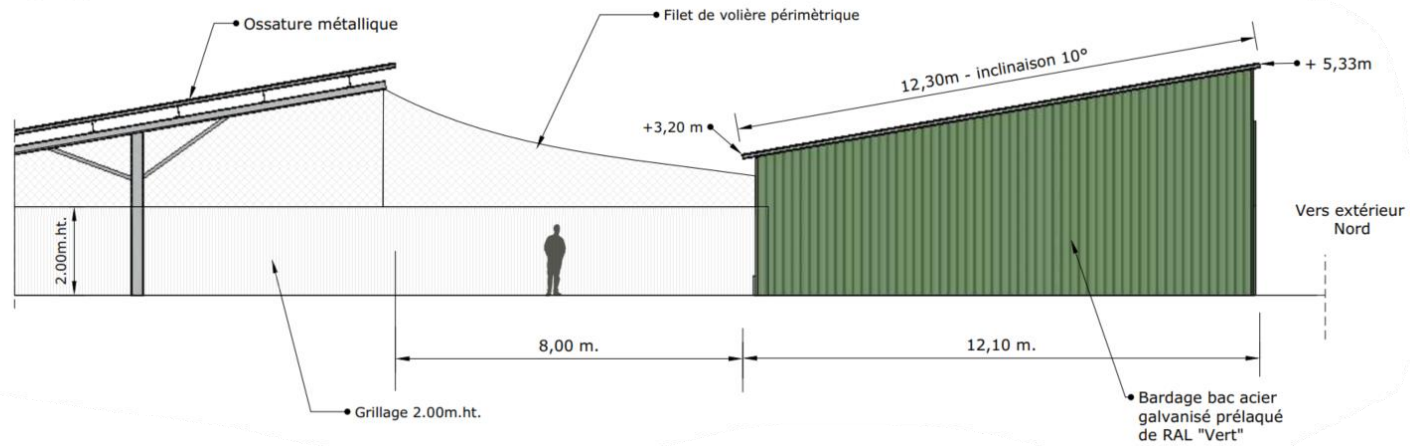 Ossature métallique
Filet de volière périmètrique
12,30m - inclinaison 10°
+ 5,33m
+3,20 m
Vers extérieur
Nord
2.00m.ht.
8,00 m.
12,10 m.
Grillage 2.00m.ht.
Bardage bac acier
galvanisé prélaqué
de RAL "Vert"